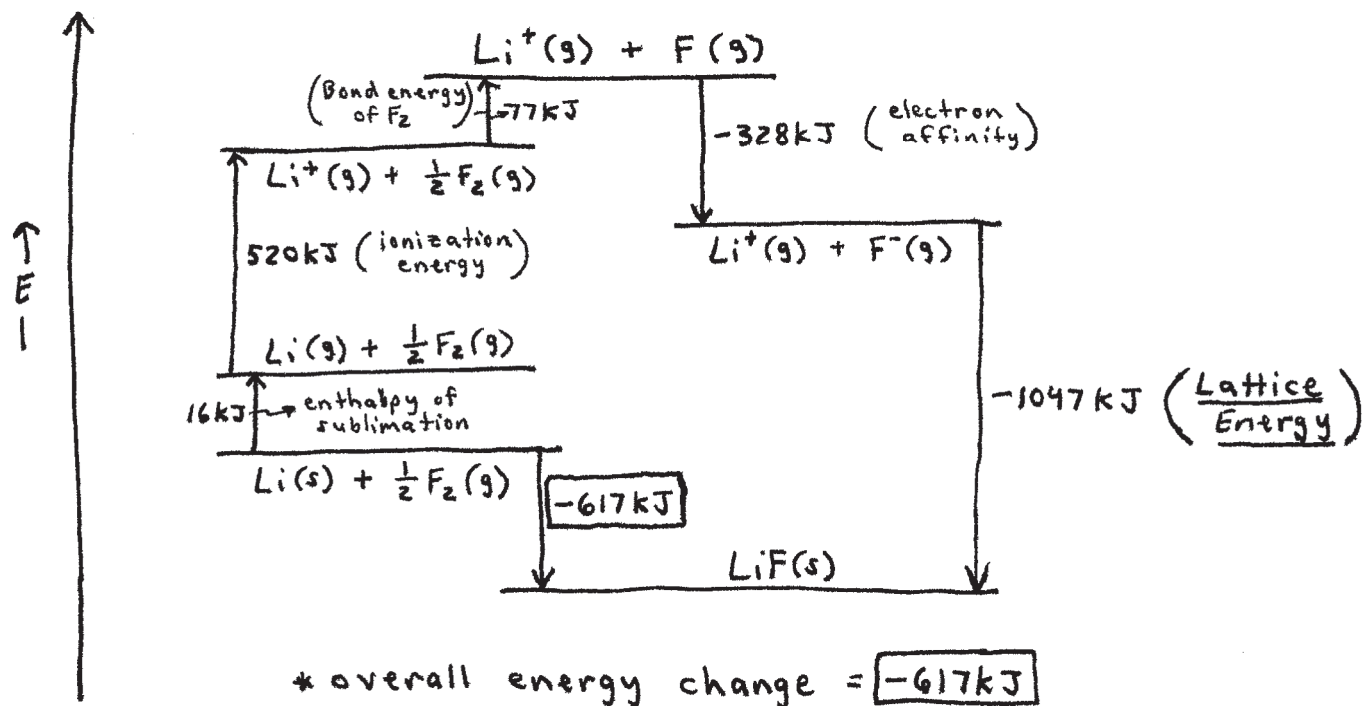 Li⁺(g) + F(g)
(Bond energy of F₂) → 77kJ
-328kJ (electron affinity)
Li⁺(g) + ½F₂(g)
520kJ (ionization energy)
Li⁺(g) + F⁻(g)
↑
E
|
Li(g) + ½F₂(g)
16kJ → enthalpy of sublimation
-1047kJ (Lattice Energy)
Li(s) + ½F₂(g)
-617kJ
LiF(s)
* overall energy change = -617kJ